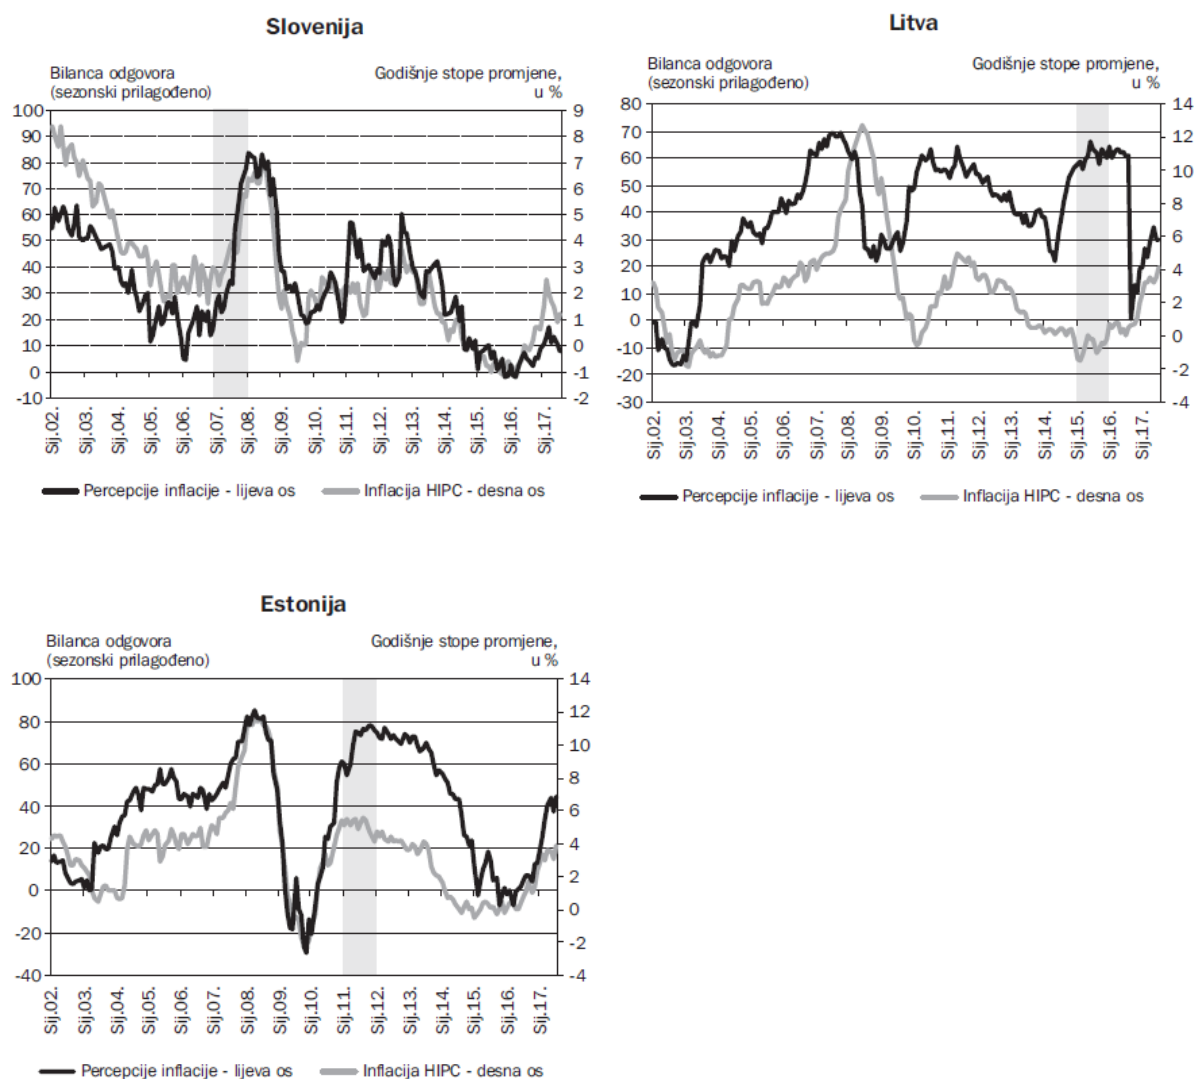 Slovenija
Bilanca odgovora
(sezonski prilagođeno)
Godišnje stope promjene,
u %
100
90
80
70
60
50
40
30
20
10
0
-10
9
8
7
6
5
4
3
2
1
0
-1
-2
Sij.02.
Sij.03.
Sij.04.
Sij.05.
Sij.06.
Sij.07.
Sij.08.
Sij.09.
Sij.10.
Sij.11.
Sij.12.
Sij.13.
Sij.14.
Sij.15.
Sij.16.
Sij.17.
Percepcije inflacije - lijeva os
Inflacija HIPC - desna os
Litva
Bilanca odgovora
(sezonski prilagođeno)
Godišnje stope promjene,
u %
80
70
60
50
40
30
20
10
0
-10
-20
-30
14
12
10
8
6
4
2
0
-2
-4
Sij.02.
Sij.03.
Sij.04.
Sij.05.
Sij.06.
Sij.07.
Sij.08.
Sij.09.
Sij.10.
Sij.11.
Sij.12.
Sij.13.
Sij.14.
Sij.15.
Sij.16.
Sij.17.
Percepcije inflacije - lijeva os
Inflacija HIPC - desna os
Estonija
Bilanca odgovora
(sezonski prilagođeno)
Godišnje stope promjene,
u %
100
80
60
40
20
0
-20
-40
14
12
10
8
6
4
2
0
-2
-4
Sij.02.
Sij.03.
Sij.04.
Sij.05.
Sij.06.
Sij.07.
Sij.08.
Sij.09.
Sij.10.
Sij.11.
Sij.12.
Sij.13.
Sij.14.
Sij.15.
Sij.16.
Sij.17.
Percepcije inflacije - lijeva os
Inflacija HIPC - desna os